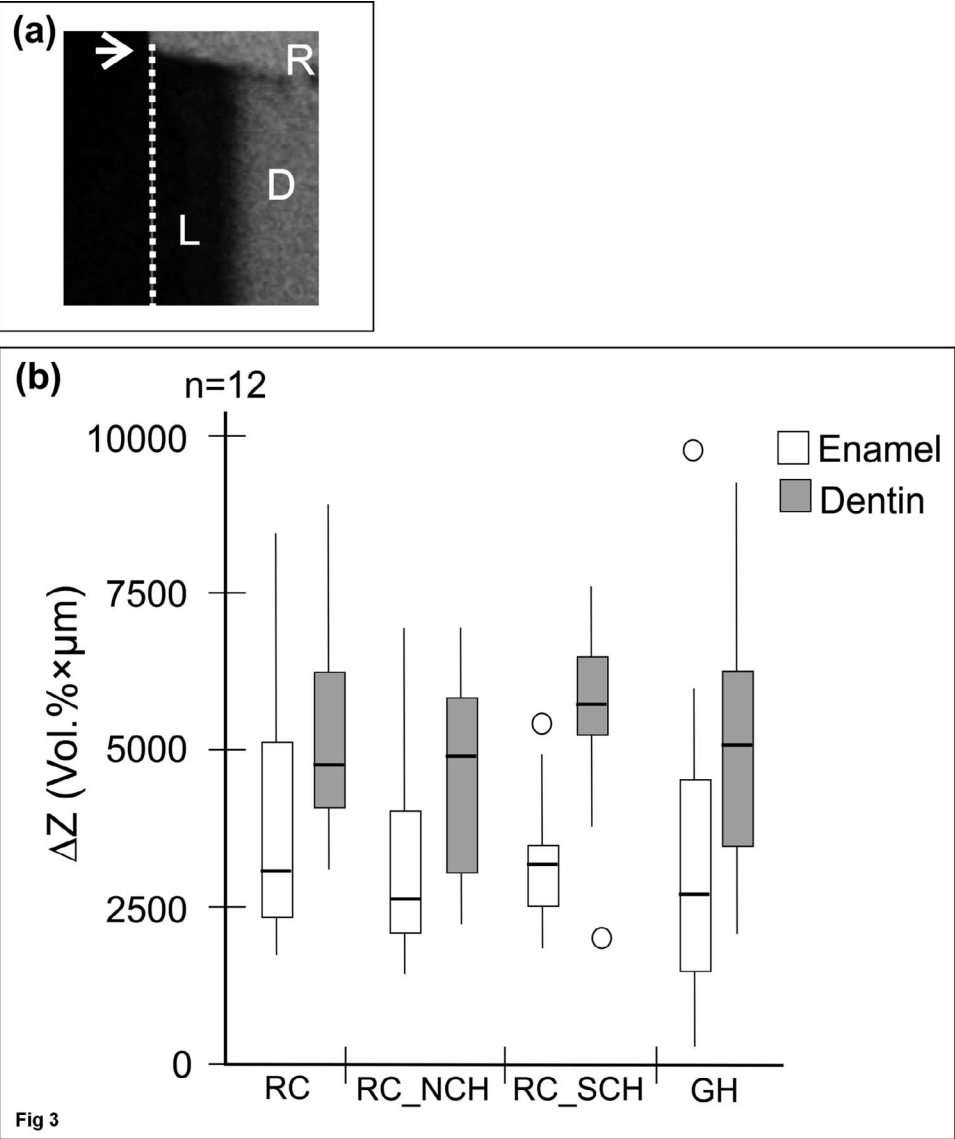 (a)
R
D
L
(b)
n=12
10000
7500
5000
2500
0
ΔZ (Vol.%×µm)
Enamel
Dentin
RC RC_NCH RC_SCH GH
Fig 3